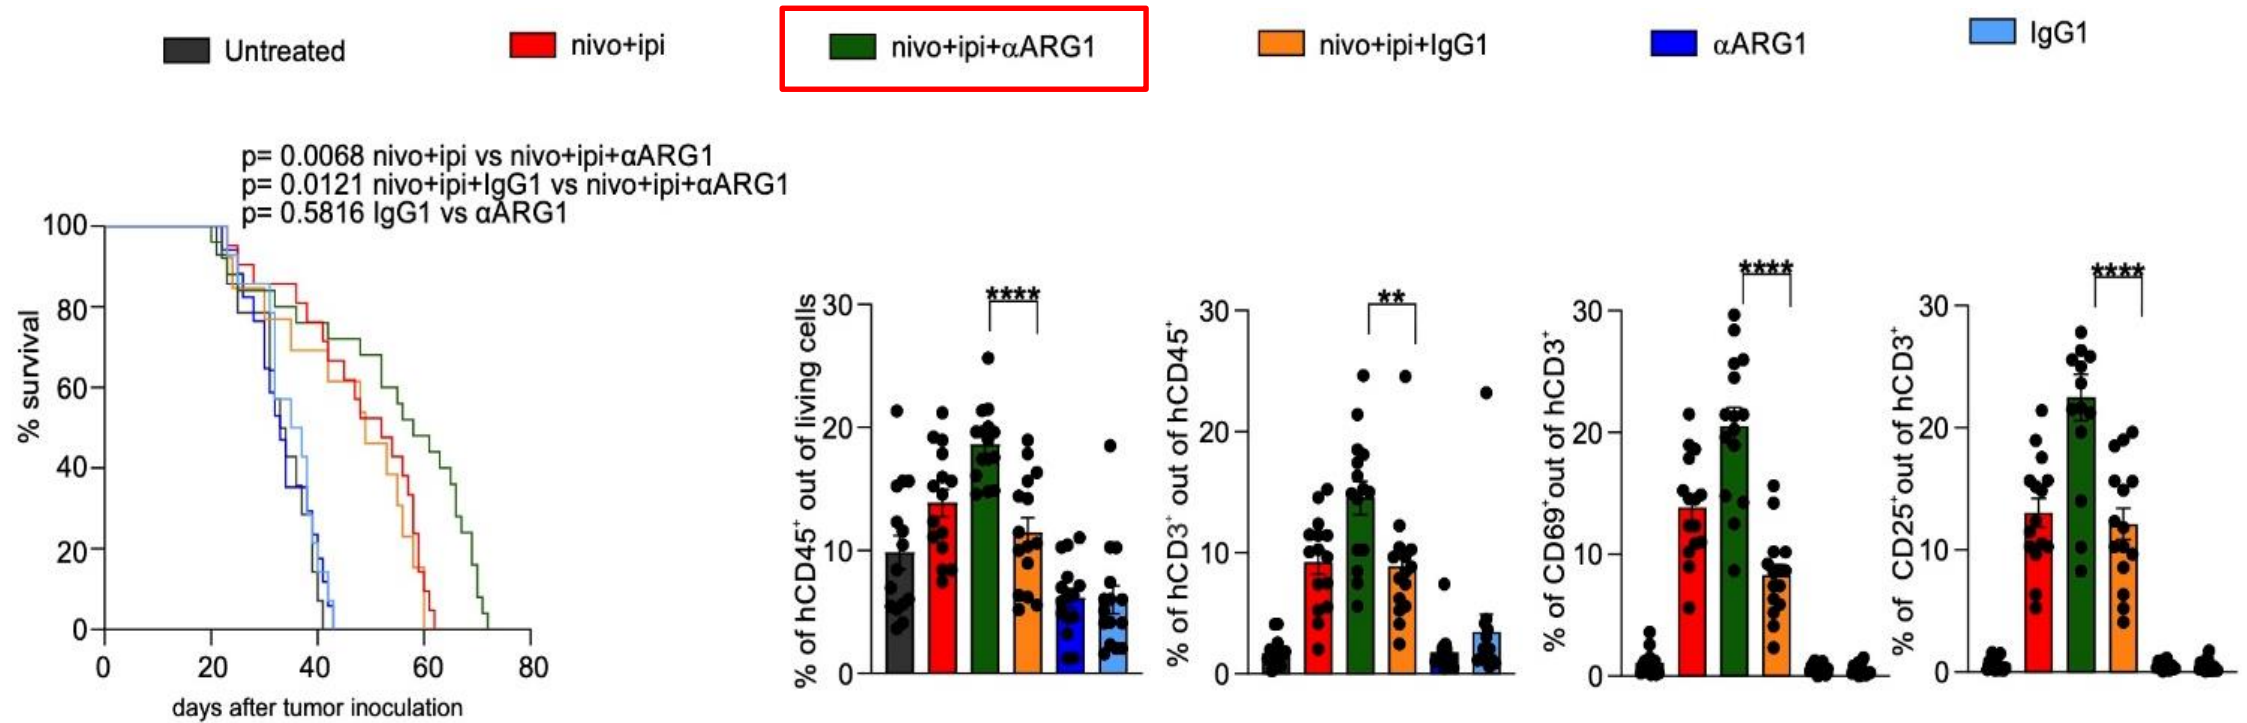 Untreated
nivo+ipi
nivo+ipi+αARG1
nivo+ipi+IgG1
αARG1
IgG1
p= 0.0068 nivo+ipi vs nivo+ipi+αARG1
p= 0.0121 nivo+ipi+IgG1 vs nivo+ipi+αARG1
p= 0.5816 IgG1 vs αARG1
% survival
100
80
60
40
20
0
0 20 40 60 80
days after tumor inoculation
% of hCD45⁺ out of living cells
30
20
10
0
****
% of hCD3⁺ out of hCD45⁺
30
20
10
0
**
% of CD69⁺out of hCD3⁺
30
20
10
0
****
% of CD25⁺out of hCD3⁺
30
20
10
0
****